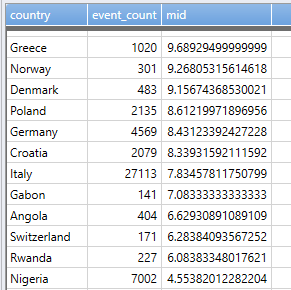 country event_count mid
Greece 1020 9.68929499999999
Norway 301 9.26805315614618
Denmark 483 9.15674368530021
Poland 2135 8.61219971896956
Germany 4569 8.43123392427228
Croatia 2079 8.33931592111592
Italy 27113 7.83457811750799
Gabon 141 7.08333333333333
Angola 404 6.62930891089109
Switzerland 171 6.28384093567252
Rwanda 227 6.08383348017621
Nigeria 7002 4.55382012282204